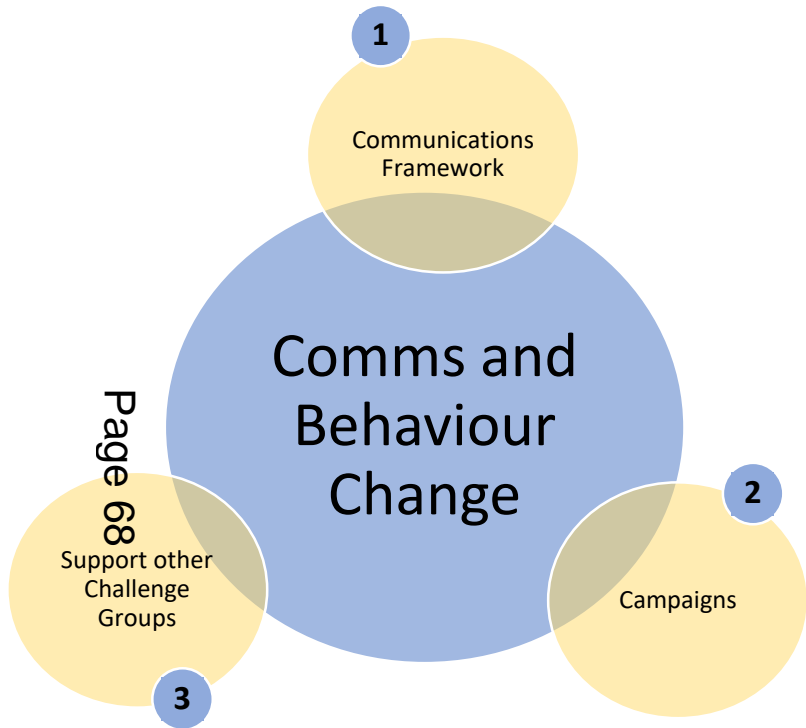 1
Communications
Framework
Comms and
Behaviour
Change
2
Campaigns
Page 68
Support other
Challenge
Groups
3